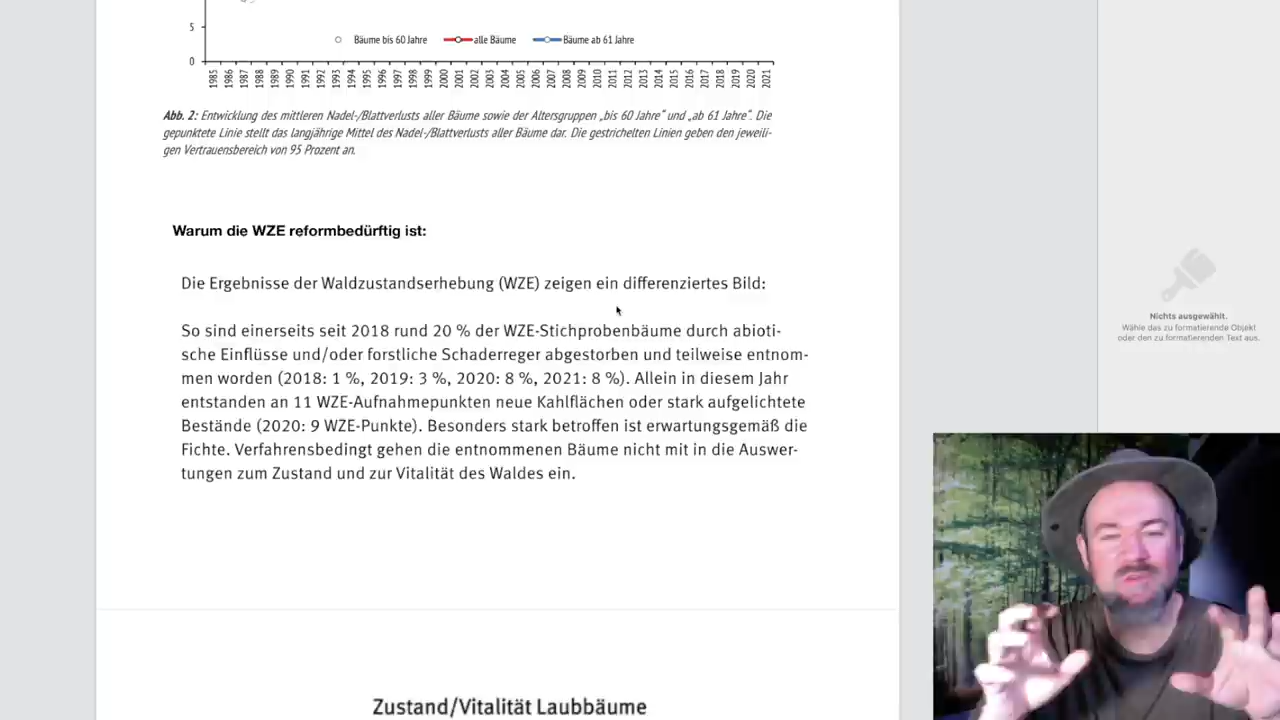 5
Bäume bis 60 Jahre alle Bäume Bäume ab 61 Jahre
0
1985 1986 1987 1988 1989 1990 1991 1992 1993 1994 1995 1996 1997 1998 1999 2000 2001 2002 2003 2004 2005 2006 2007 2008 2009 2010 2011 2012 2013 2014 2015 2016 2017 2018 2019 2020 2021
Abb. 2: Entwicklung des mittleren Nadel-/Blattverlusts aller Bäume sowie der Altersgruppen „bis 60 Jahre“ und „ab 61 Jahre“. Die
gepunktete Linie stellt das langjährige Mittel des Nadel-/Blattverlusts aller Bäume dar. Die gestrichelten Linien geben den jeweili-
gen Vertrauensbereich von 95 Prozent an.
Warum die WZE reformbedürftig ist:
Die Ergebnisse der Waldzustandserhebung (WZE) zeigen ein differenziertes Bild:
So sind einerseits seit 2018 rund 20 % der WZE-Stichprobenbäume durch abioti-
sche Einflüsse und/oder forstliche Schaderreger abgestorben und teilweise entnom-
men worden (2018: 1 %, 2019: 3 %, 2020: 8 %, 2021: 8 %). Allein in diesem Jahr
entstanden an 11 WZE-Aufnahmepunkten neue Kahlflächen oder stark aufgelichtete
Bestände (2020: 9 WZE-Punkte). Besonders stark betroffen ist erwartungsgemäß die
Fichte. Verfahrensbedingt gehen die entnommenen Bäume nicht mit in die Auswer-
tungen zum Zustand und zur Vitalität des Waldes ein.
Nichts ausgewählt.
Wähle das zu formatierende Objekt
oder den zu formatierenden Text aus.
Zustand/Vitalität Laubbäume